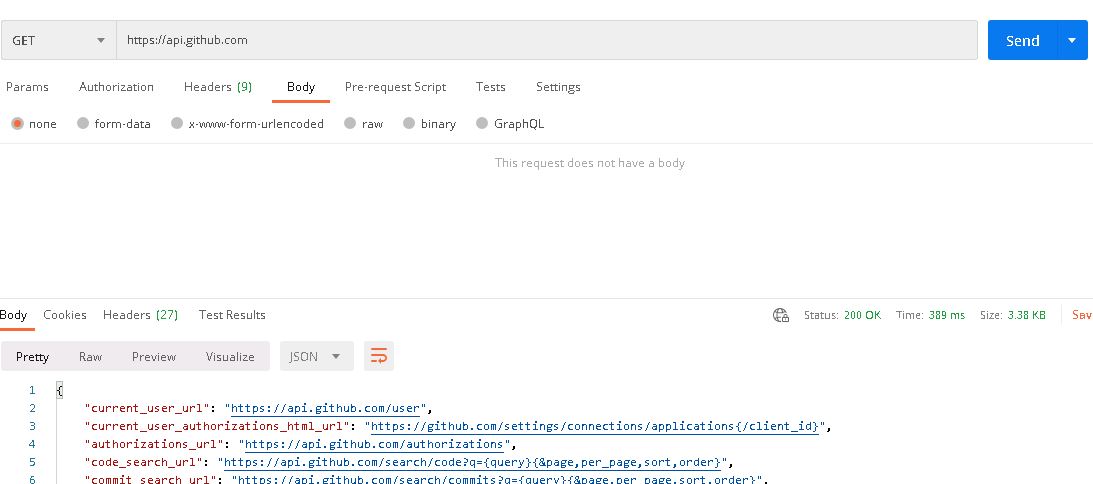 GET https://api.github.com Send
Params Authorization Headers (9) Body Pre-request Script Tests Settings
none form-data x-www-form-urlencoded raw binary GraphQL
This request does not have a body
Body Cookies Headers (27) Test Results Status: 200 OK Time: 389 ms Size: 3.38 KB Sav
Pretty Raw Preview Visualize JSON
1 {
2 "current_user_url": "https://api.github.com/user",
3 "current_user_authorizations_html_url": "https://github.com/settings/connections/applications{/client_id}",
4 "authorizations_url": "https://api.github.com/authorizations",
5 "code_search_url": "https://api.github.com/search/code?q={query}{&page,per_page,sort,order}",
6 "commit_search_url": "https://api.github.com/search/commits?q={query}{&page,per_page,sort,order}",